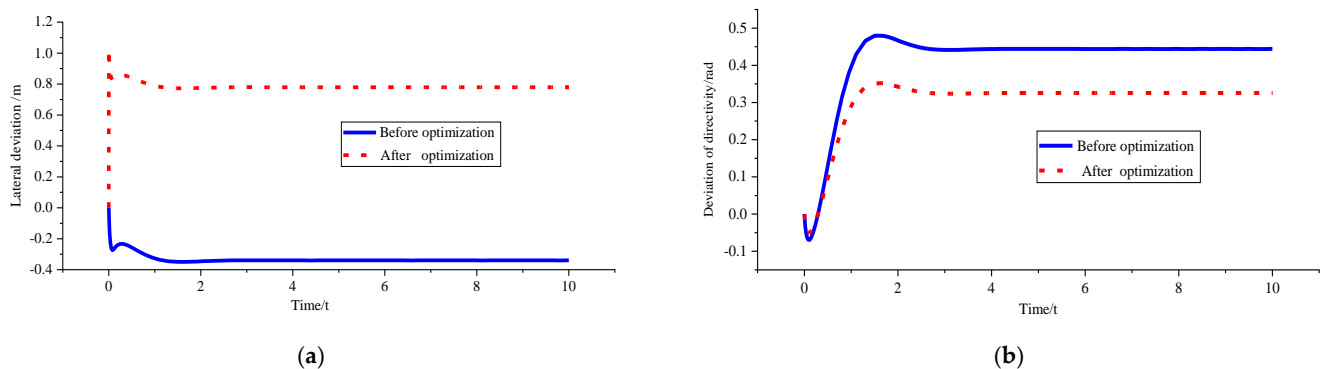 1.2
1.0
0.8
0.6
0.4
0.2
0.0
-0.2
-0.4
Lateral deviation /m
Before optimization
After optimization
0
2
4
6
8
10
Time/t
(a)
0.5
0.4
0.3
0.2
0.1
0.0
-0.1
Deviation of directivity/rad
Before optimization
After optimization
0
2
4
6
8
10
Time/t
(b)